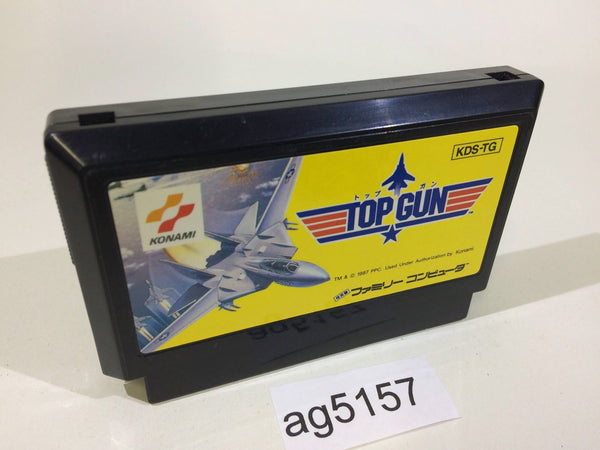 KDS-TG
トップ ガン
TOP GUN
TM
KONAMI
TM & © 1987 PPC. Used Under Authorization by Konami.
ファミリー コンピュータ
ag5157